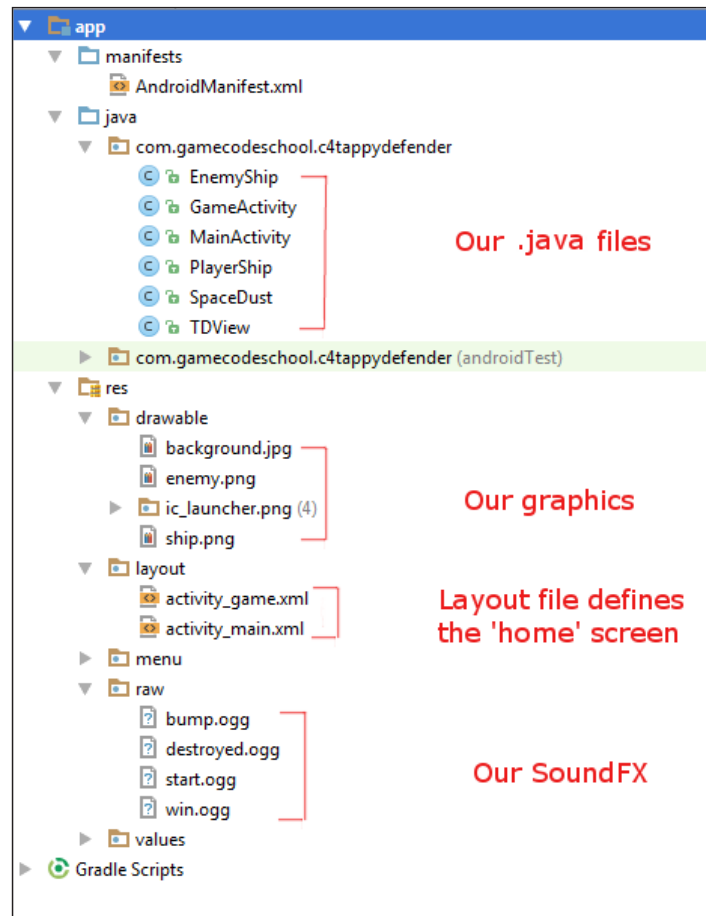 app
manifests
AndroidManifest.xml
java
com.gamecodeschool.c4tappydefender
EnemyShip
GameActivity
MainActivity
PlayerShip
SpaceDust
TDView
Our .java files
com.gamecodeschool.c4tappydefender (androidTest)
res
drawable
background.jpg
enemy.png
ic_launcher.png (4)
ship.png
Our graphics
layout
activity_game.xml
activity_main.xml
Layout file defines
the 'home' screen
menu
raw
bump.ogg
destroyed.ogg
start.ogg
win.ogg
Our SoundFX
values
Gradle Scripts